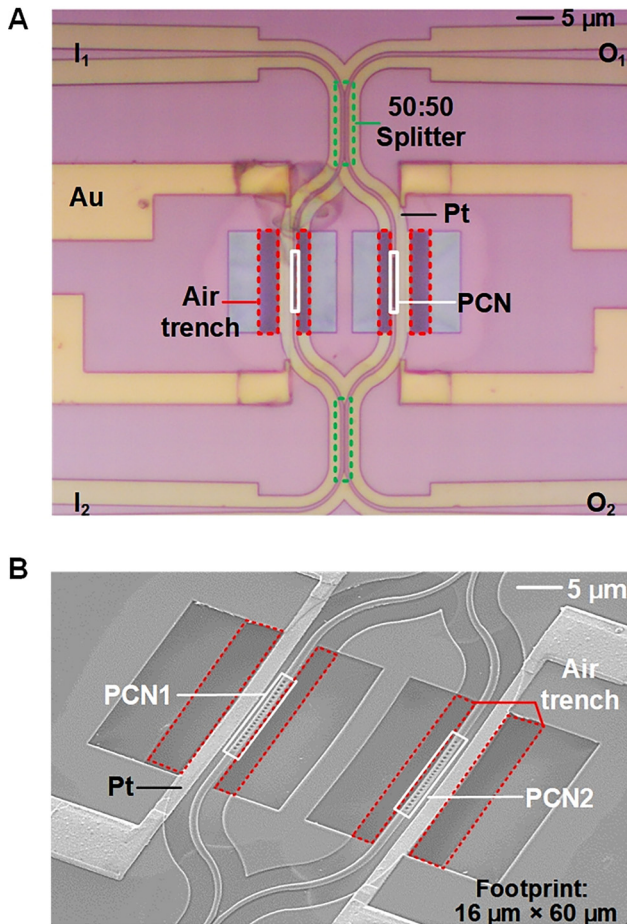 A
5 μm
I₁
O₁
50:50
Splitter
Au
Pt
Air
trench
PCN
I₂
O₂
B
5 μm
PCN1
Air
trench
Pt
PCN2
Footprint:
16 μm × 60 μm